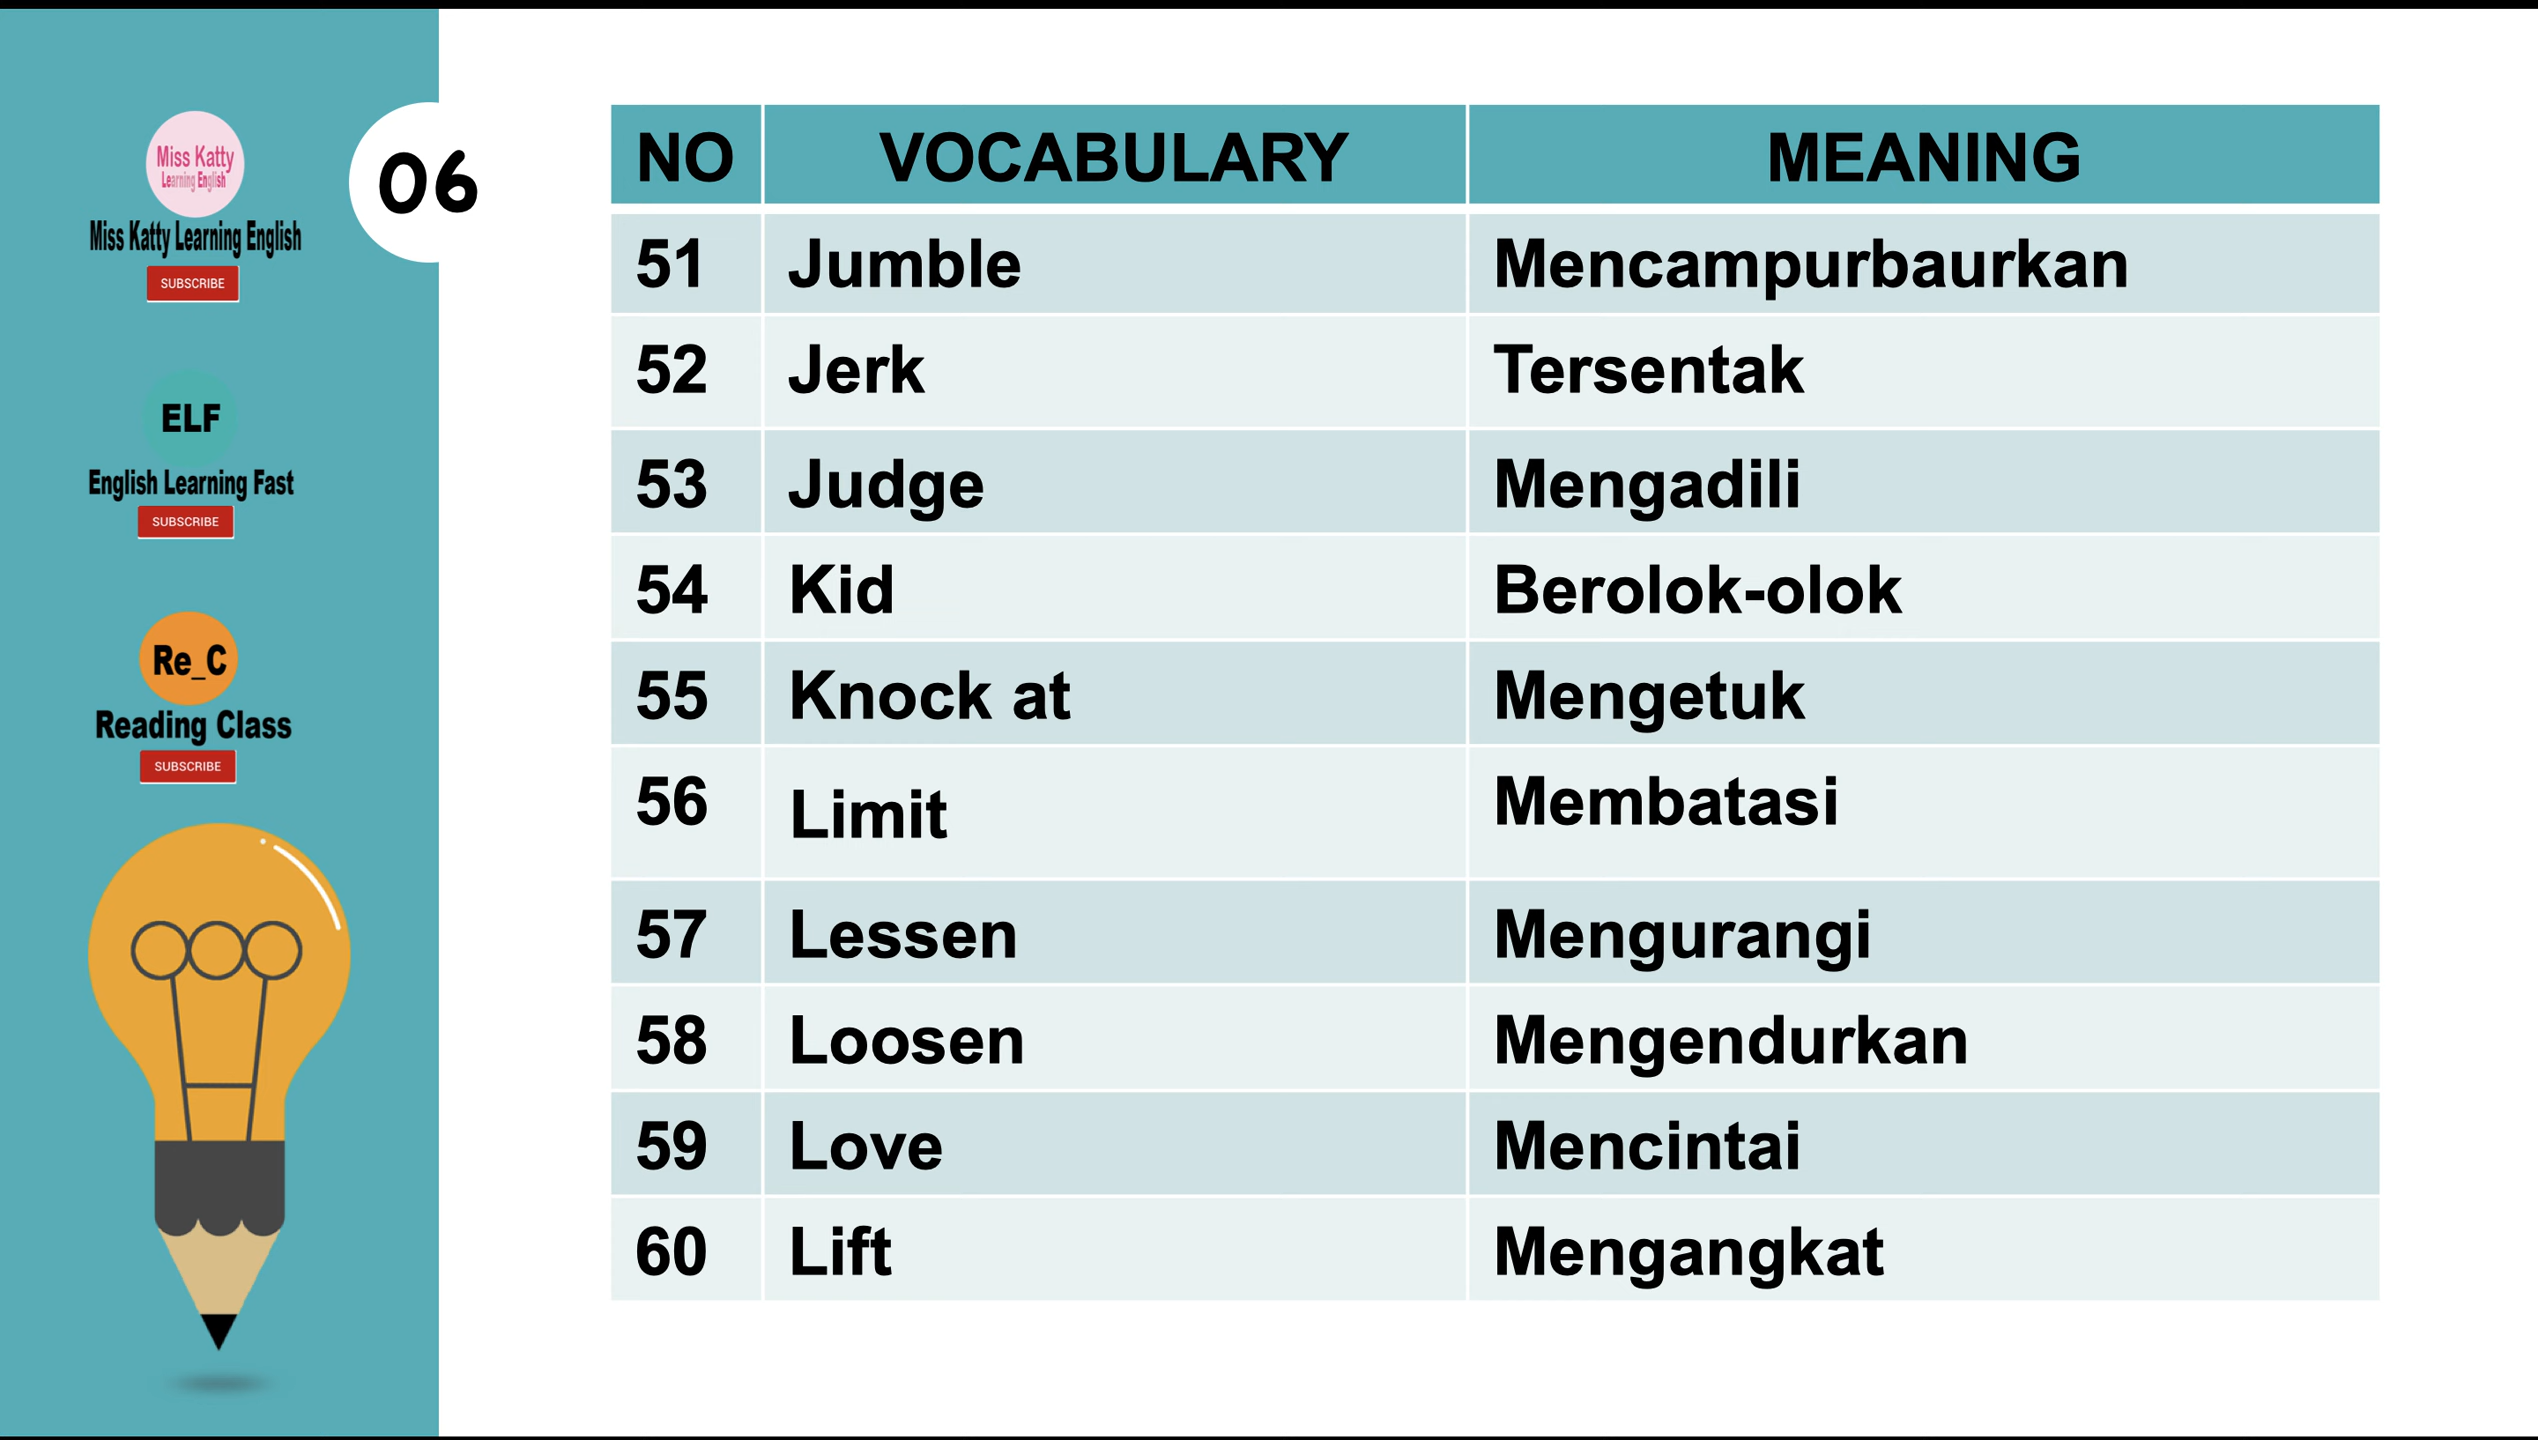 Miss Katty
Learning English
Miss Katty Learning English
SUBSCRIBE
ELF
English Learning Fast
SUBSCRIBE
Re_C
Reading Class
SUBSCRIBE
06
NO VOCABULARY MEANING
51 Jumble Mencampurbaurkan
52 Jerk Tersentak
53 Judge Mengadili
54 Kid Berolok-olok
55 Knock at Mengetuk
56 Limit Membatasi
57 Lessen Mengurangi
58 Loosen Mengendurkan
59 Love Mencintai
60 Lift Mengangkat